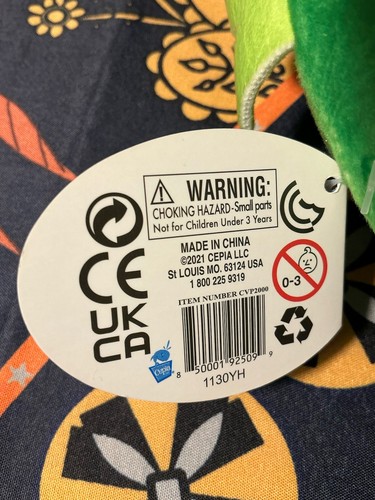 WARNING:
CHOKING HAZARD-Small parts
Not for Children Under 3 Years
MADE IN CHINA
©2021 CEPIA LLC
St LOUIS MO. 63124 USA
1 800 225 9319
ITEM NUMBER CVP2000
CE
UK
CA
0-3
Cepia
8 50001 92509 9
1130YH